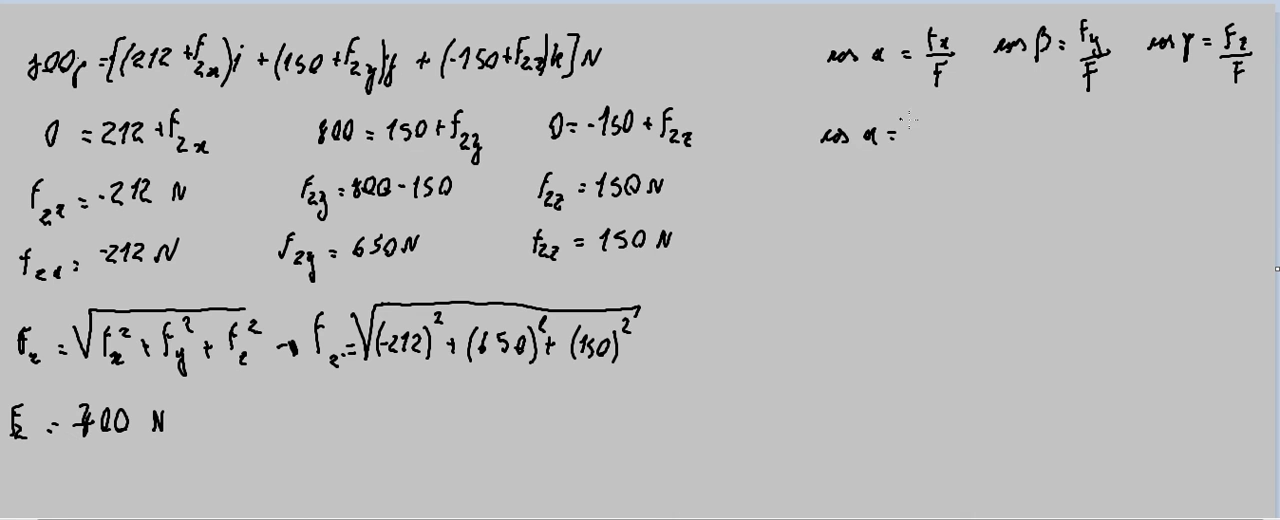 800j = [(212 + F2x)i + (150 + F2y)j + (-150 + F2z)k] N
0 = 212 + F2x 800 = 150 + F2y 0 = -150 + F2z
F2x = -212 N F2y = 800 - 150 F2z = 150 N
F2x = -212 N F2y = 650 N F2z = 150 N
F2 = √(Fx² + Fy² + Fz²) → F2 = √((-212)² + (650)² + (150)²)
F2 = 700 N
cos α = Fx/F cos β = Fy/F cos γ = Fz/F
cos α =